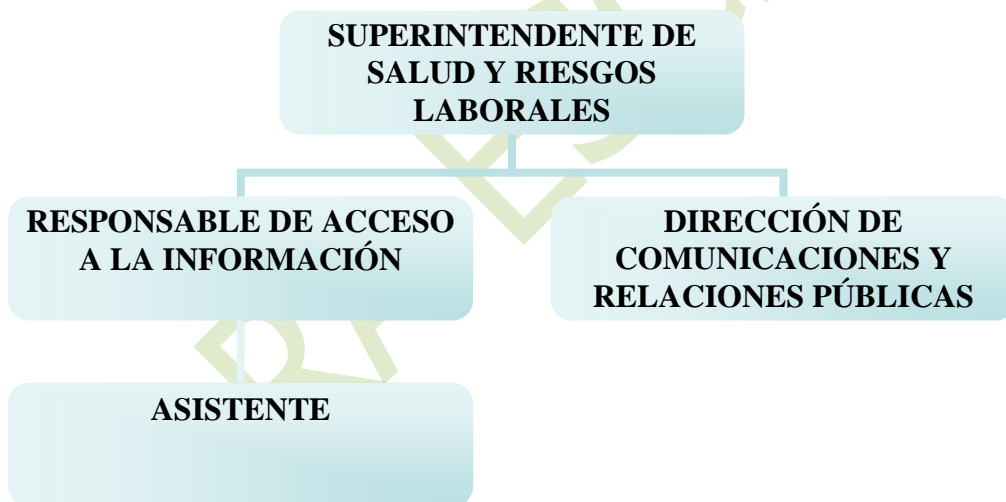 SUPERINTENDENTE DE
SALUD Y RIESGOS
LABORALES
RESPONSABLE DE ACCESO
A LA INFORMACIÓN
DIRECCIÓN DE
COMUNICACIONES Y
RELACIONES PÚBLICAS
ASISTENTE